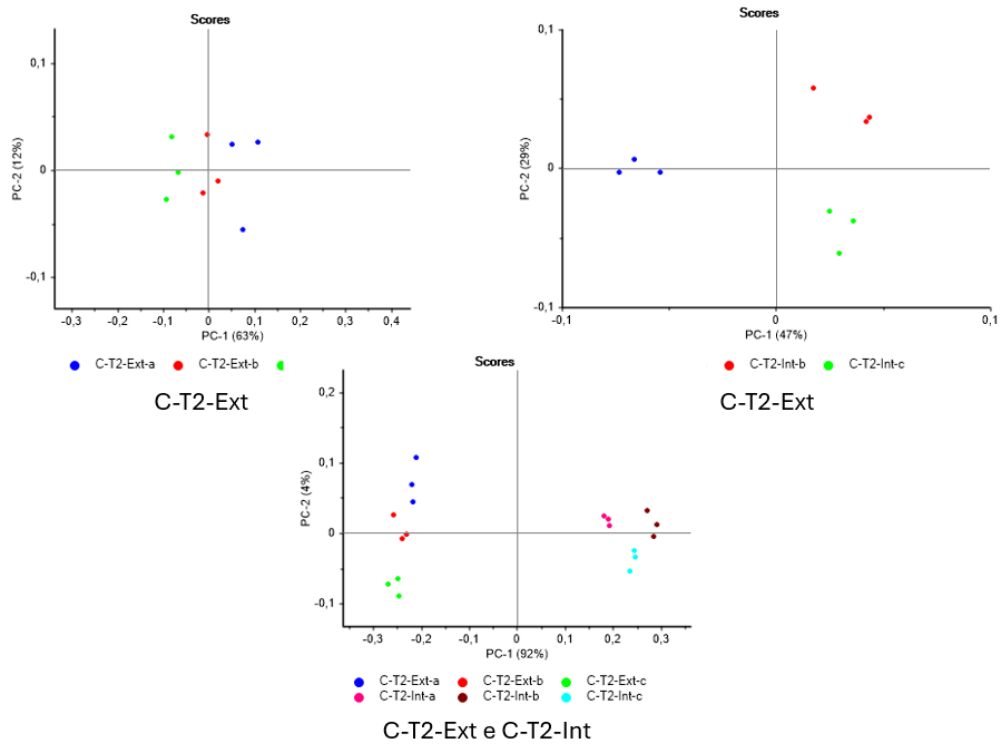 Scores
0,1
0
-0,1
PC-2 (12%)
-0,3 -0,2 -0,1 0 0,1 0,2 0,3 0,4
PC-1 (63%)
C-T2-Ext-a C-T2-Ext-b
C-T2-Ext
Scores
0,1
0
-0,1
PC-2 (29%)
-0,1 0 0,1
PC-1 (47%)
C-T2-Int-b C-T2-Int-c
C-T2-Ext
Scores
0,2
0,1
0
-0,1
PC-2 (4%)
-0,3 -0,2 -0,1 0 0,1 0,2 0,3
PC-1 (92%)
C-T2-Ext-a C-T2-Ext-b C-T2-Ext-c
C-T2-Int-a C-T2-Int-b C-T2-Int-c
C-T2-Ext e C-T2-Int